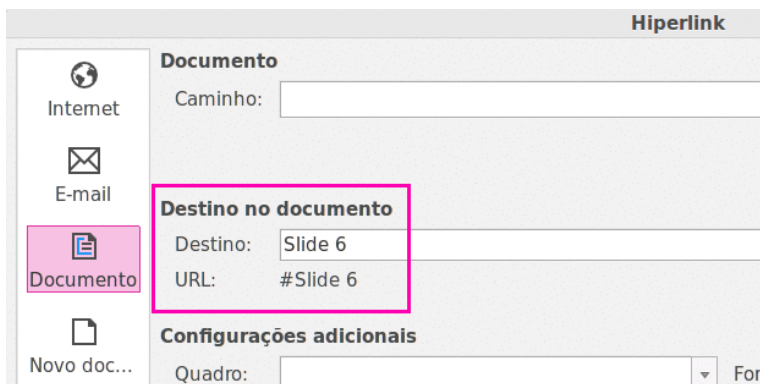 Hiperlink
Internet
E-mail
Documento
Novo doc...
Documento
Caminho:
Destino no documento
Destino: Slide 6
URL: #Slide 6
Configurações adicionais
Quadro:
For